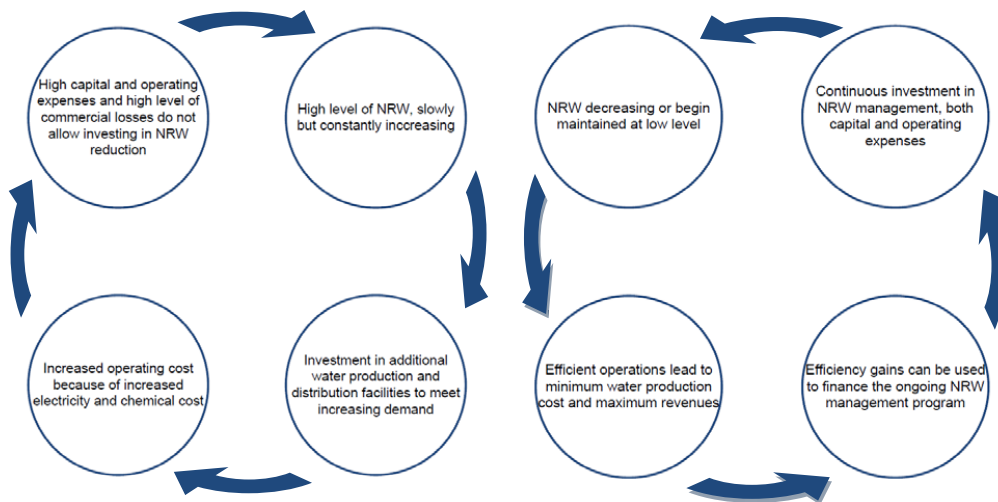 High capital and operating
expenses and high level of
commercial losses do not
allow investing in NRW
reduction
High level of NRW, slowly
but constantly inccreasing
NRW decreasing or begin
maintained at low level
Continuous investment in
NRW management, both
capital and operating
expenses
Increased operating cost
because of increased
electricity and chemical cost
Investment in additional
water production and
distribution facilities to meet
increasing demand
Efficient operations lead to
minimum water production
cost and maximum revenues
Efficiency gains can be used
to finance the ongoing NRW
management program